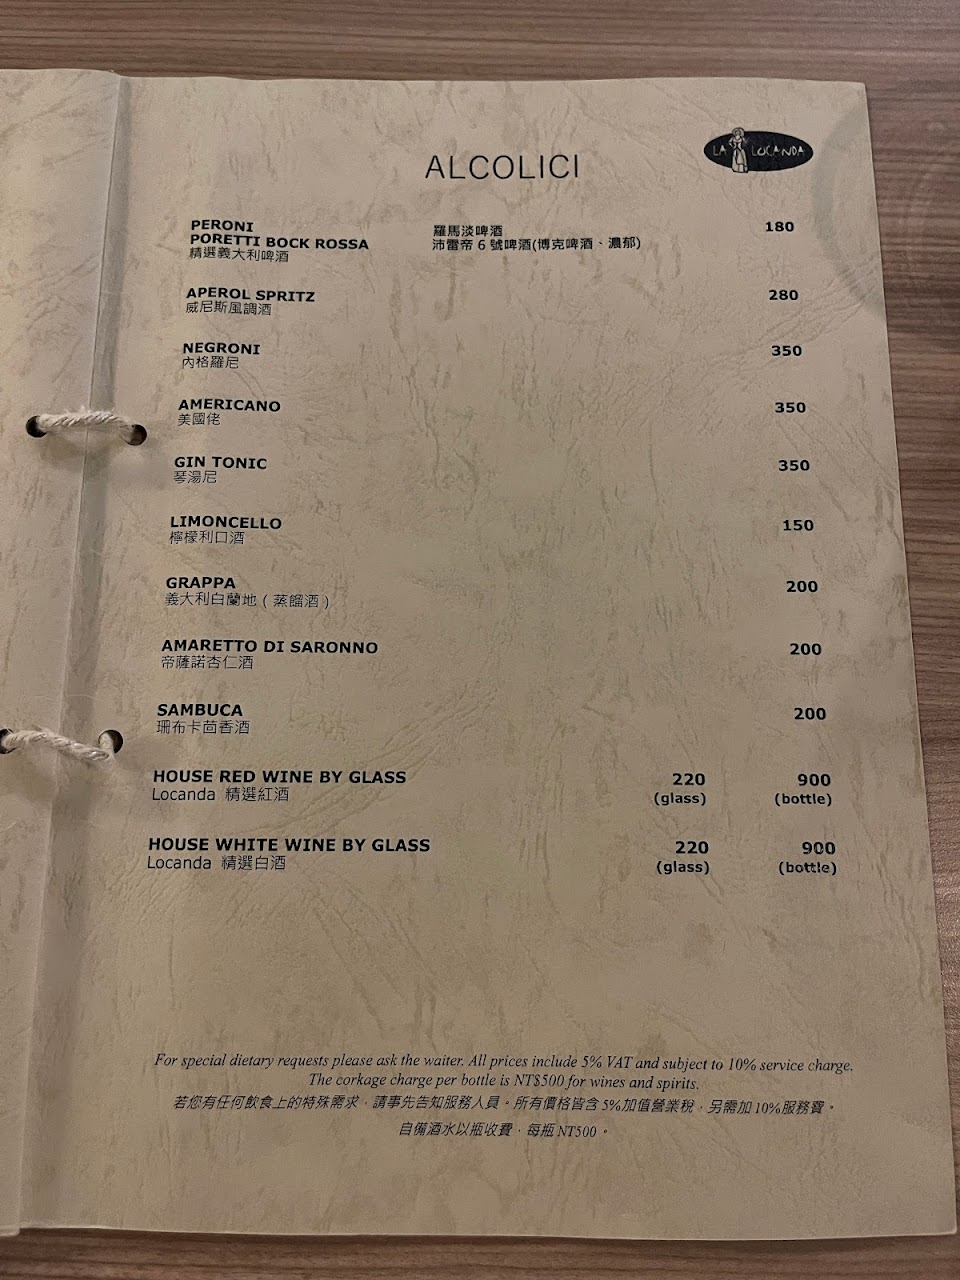 LA LOCANDA
ALCOLICI
PERONI 羅馬淡啤酒 180
PORETTI BOCK ROSSA 沛雷帝 6 號啤酒(博克啤酒、濃郁)
精選義大利啤酒
APEROL SPRITZ 280
威尼斯風調酒
NEGRONI 350
內格羅尼
AMERICANO 350
美國佬
GIN TONIC 350
琴湯尼
LIMONCELLO 150
檸檬利口酒
GRAPPA 200
義大利白蘭地 ( 蒸餾酒 )
AMARETTO DI SARONNO 200
帝薩諾杏仁酒
SAMBUCA 200
珊布卡茴香酒
HOUSE RED WINE BY GLASS 220 900
Locanda 精選紅酒 (glass) (bottle)
HOUSE WHITE WINE BY GLASS 220 900
Locanda 精選白酒 (glass) (bottle)
For special dietary requests please ask the waiter. All prices include 5% VAT and subject to 10% service charge.
The corkage charge per bottle is NT$500 for wines and spirits.
若您有任何飲食上的特殊需求，請事先告知服務人員。所有價格皆含 5%加值營業稅，另需加 10%服務費。
自備酒水以瓶收費，每瓶 NT500。